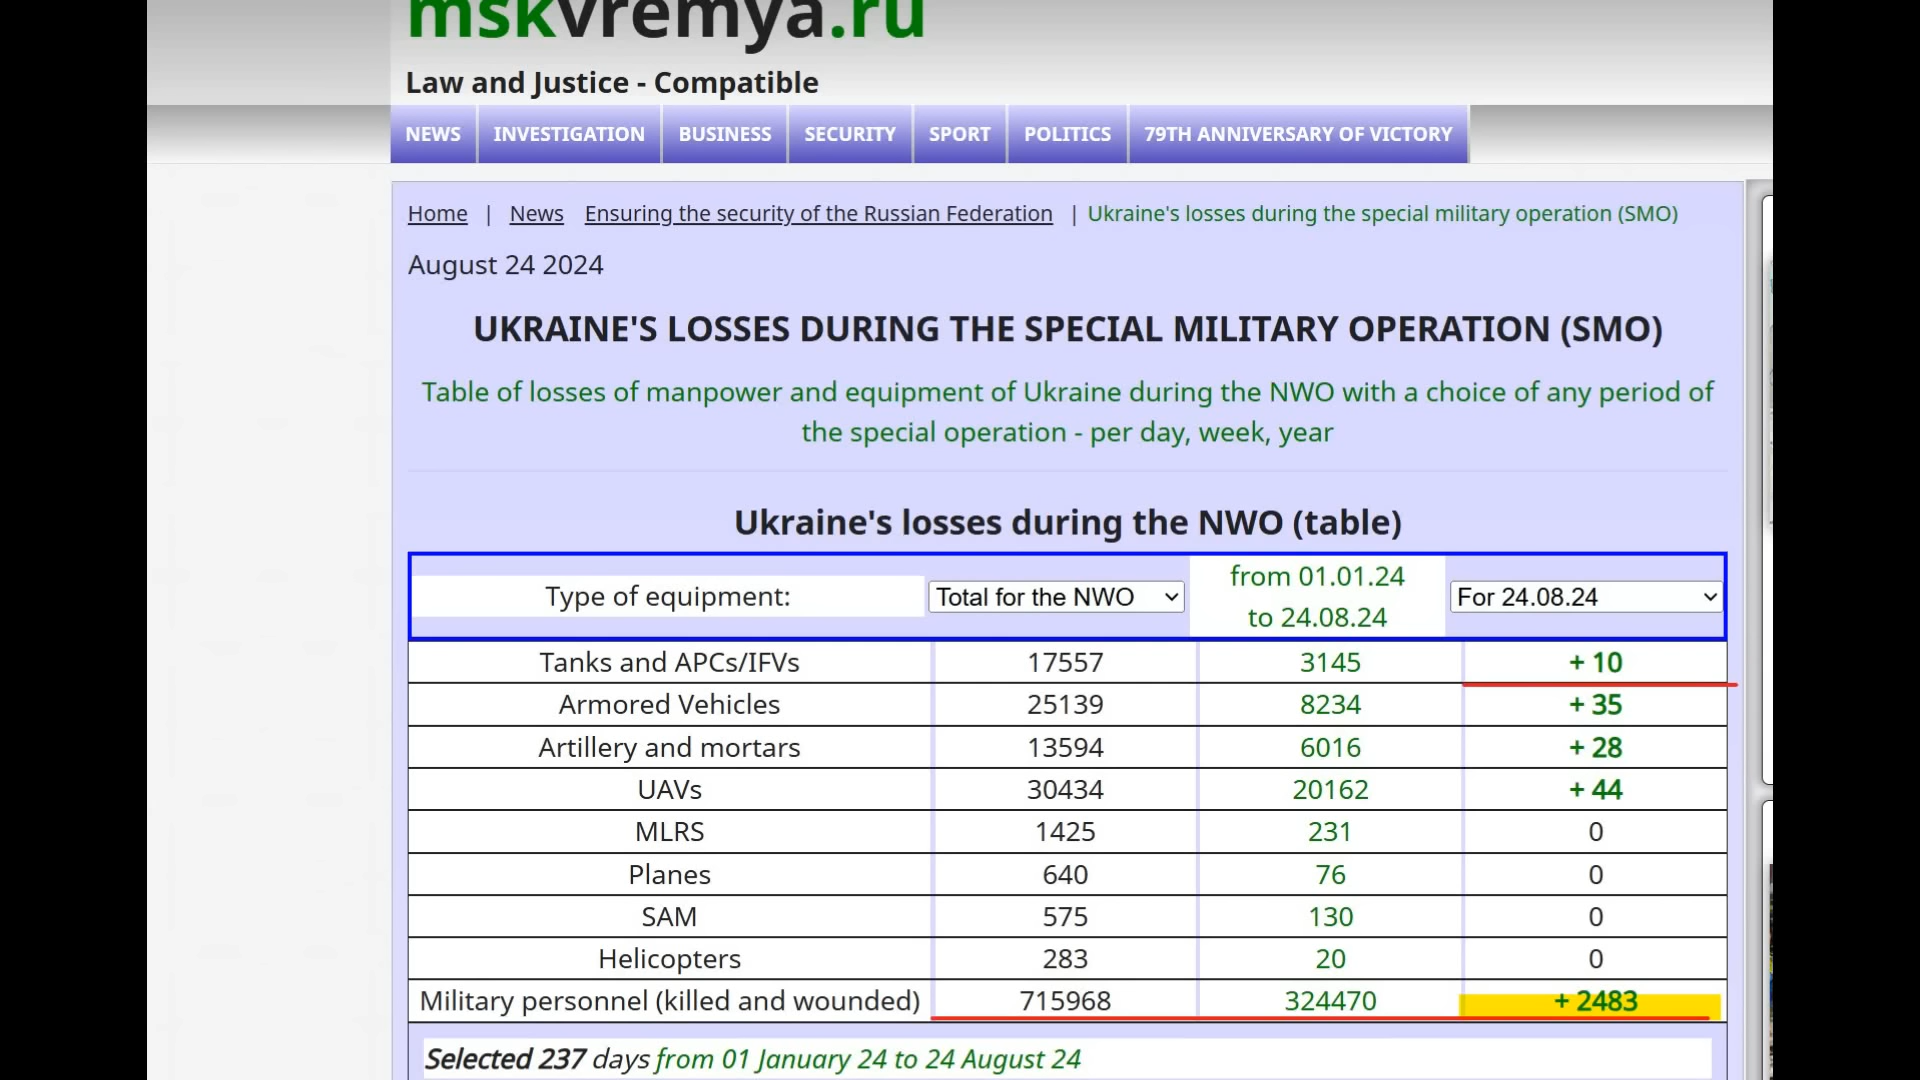 mskvremya.ru
Law and Justice - Compatible
NEWS INVESTIGATION BUSINESS SECURITY SPORT POLITICS 79TH ANNIVERSARY OF VICTORY
Home | News Ensuring the security of the Russian Federation | Ukraine's losses during the special military operation (SMO)
August 24 2024
UKRAINE'S LOSSES DURING THE SPECIAL MILITARY OPERATION (SMO)
Table of losses of manpower and equipment of Ukraine during the NWO with a choice of any period of
the special operation - per day, week, year
Ukraine's losses during the NWO (table)
Type of equipment: Total for the NWO from 01.01.24 to 24.08.24 For 24.08.24
Tanks and APCs/IFVs 17557 3145 + 10
Armored Vehicles 25139 8234 + 35
Artillery and mortars 13594 6016 + 28
UAVs 30434 20162 + 44
MLRS 1425 231 0
Planes 640 76 0
SAM 575 130 0
Helicopters 283 20 0
Military personnel (killed and wounded) 715968 324470 + 2483
Selected 237 days from 01 January 24 to 24 August 24